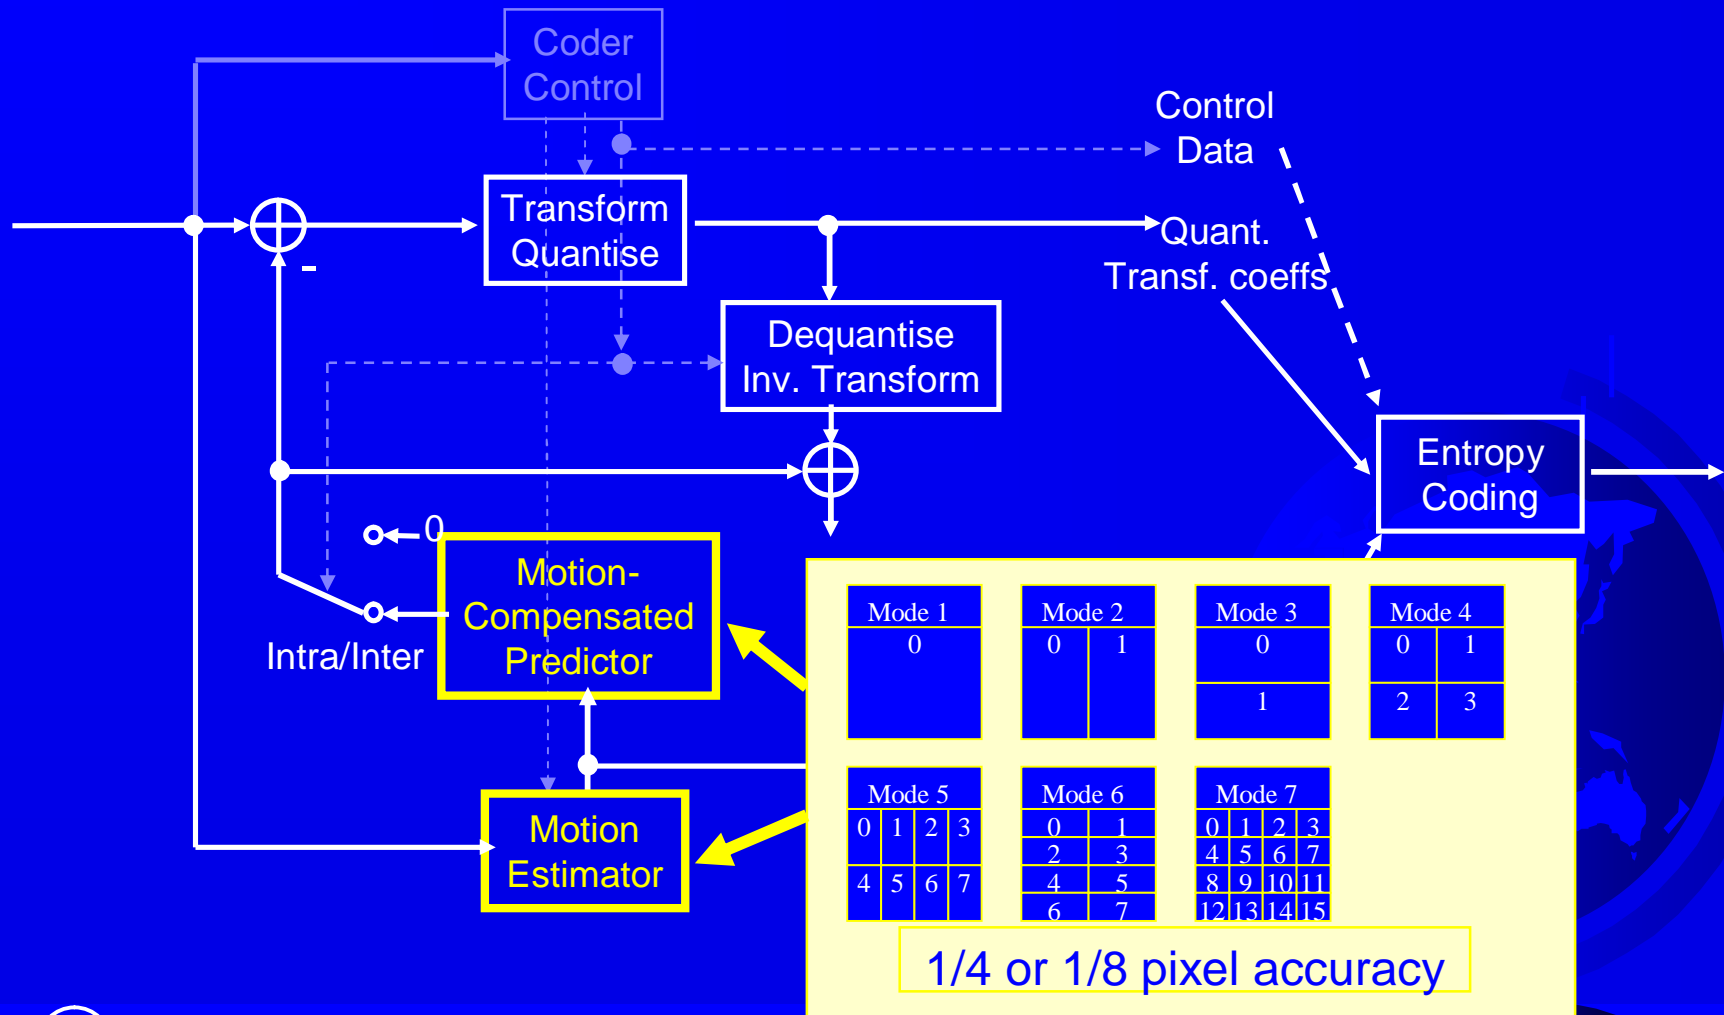 Coder
Control
Control
Data
Transform
Quantise
-
Quant.
Transf. coeffs
Dequantise
Inv. Transform
Entropy
Coding
0
Motion-
Compensated
Predictor
Intra/Inter
Motion
Estimator
Mode 1
0
Mode 2
0 1
Mode 3
0
1
Mode 4
0 1
2 3
Mode 5
0 1 2 3
4 5 6 7
Mode 6
0 1
2 3
4 5
6 7
Mode 7
0 1 2 3
4 5 6 7
8 9 10 11
12 13 14 15
1/4 or 1/8 pixel accuracy